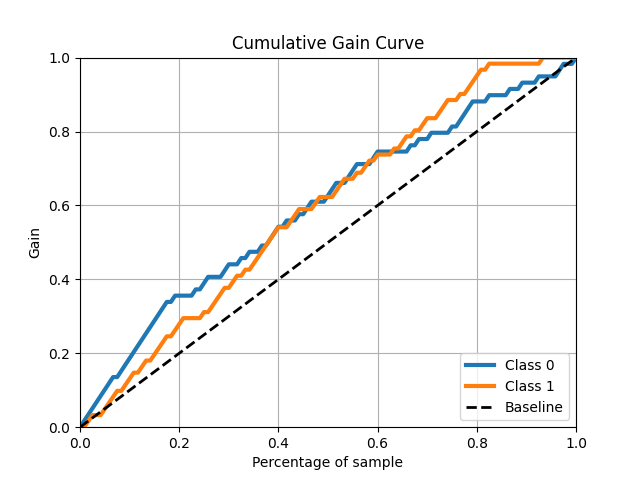 Cumulative Gain Curve
1.0
0.8
0.6
0.4
0.2
0.0
Gain
0.0 0.2 0.4 0.6 0.8 1.0
Percentage of sample
Class 0
Class 1
Baseline